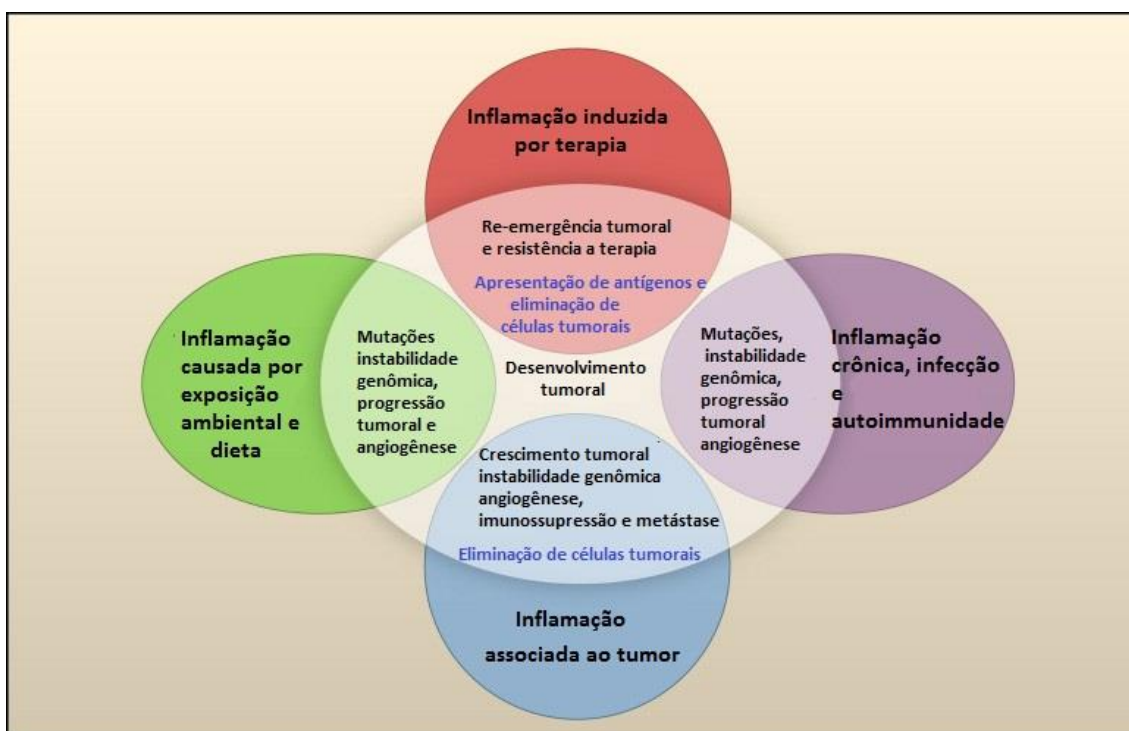 Inflamação induzida
por terapia
Re-emergência tumoral
e resistência a terapia
Apresentação de antígenos e
eliminação de
células tumorais
Inflamação
causada por
exposição
ambiental e
dieta
Mutações
instabilidade
genômica,
progressão
tumoral e
angiogênese
Desenvolvimento
tumoral
Mutações,
instabilidade
genômica,
progressão
tumoral
angiogênese
Inflamação
crônica, infecção
e
autoimmunidade
Crescimento tumoral
instabilidade genômica
angiogênese,
imunossupressão e metástase
Eliminação de células tumorais
Inflamação
associada ao tumor